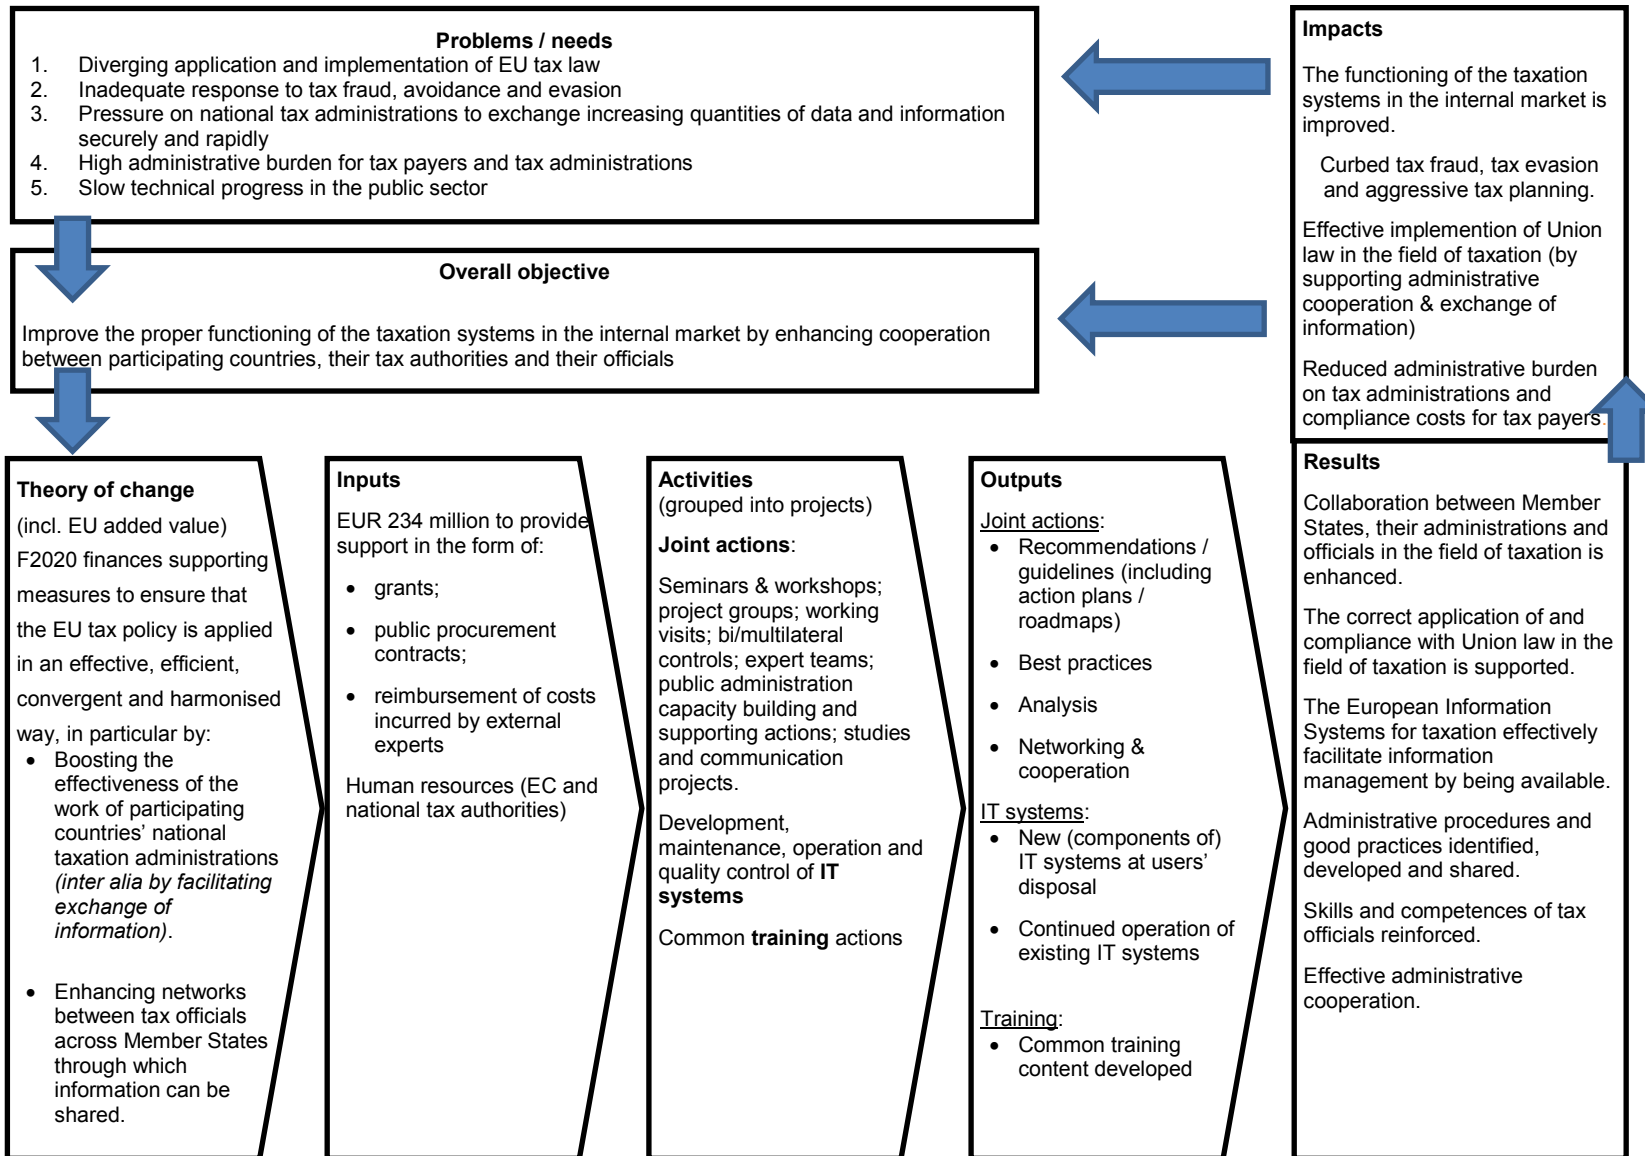 Problems / needs
1. Diverging application and implementation of EU tax law
2. Inadequate response to tax fraud, avoidance and evasion
3. Pressure on national tax administrations to exchange increasing quantities of data and information
securely and rapidly
4. High administrative burden for tax payers and tax administrations
5. Slow technical progress in the public sector
Overall objective
Improve the proper functioning of the taxation systems in the internal market by enhancing cooperation
between participating countries, their tax authorities and their officials
Theory of change
(incl. EU added value)
F2020 finances supporting
measures to ensure that
the EU tax policy is applied
in an effective, efficient,
convergent and harmonised
way, in particular by:
• Boosting the
effectiveness of the
work of participating
countries' national
taxation administrations
(inter alia by facilitating
exchange of
information).
• Enhancing networks
between tax officials
across Member States
through which
information can be
shared.
Inputs
EUR 234 million to provide
support in the form of:
• grants;
• public procurement
contracts;
• reimbursement of costs
incurred by external
experts
Human resources (EC and
national tax authorities)
Activities
(grouped into projects)
Joint actions:
Seminars & workshops;
project groups; working
visits; bi/multilateral
controls; expert teams;
public administration
capacity building and
supporting actions; studies
and communication
projects.
Development,
maintenance, operation and
quality control of IT
systems
Common training actions
Outputs
Joint actions:
• Recommendations /
guidelines (including
action plans /
roadmaps)
• Best practices
• Analysis
• Networking &
cooperation
IT systems:
• New (components of)
IT systems at users'
disposal
• Continued operation of
existing IT systems
Training:
• Common training
content developed
Impacts
The functioning of the taxation
systems in the internal market is
improved.
Curbed tax fraud, tax evasion
and aggressive tax planning.
Effective implemention of Union
law in the field of taxation (by
supporting administrative
cooperation & exchange of
information)
Reduced administrative burden
on tax administrations and
compliance costs for tax payers.
Results
Collaboration between Member
States, their administrations and
officials in the field of taxation is
enhanced.
The correct application of and
compliance with Union law in the
field of taxation is supported.
The European Information
Systems for taxation effectively
facilitate information
management by being available.
Administrative procedures and
good practices identified,
developed and shared.
Skills and competences of tax
officials reinforced.
Effective administrative
cooperation.